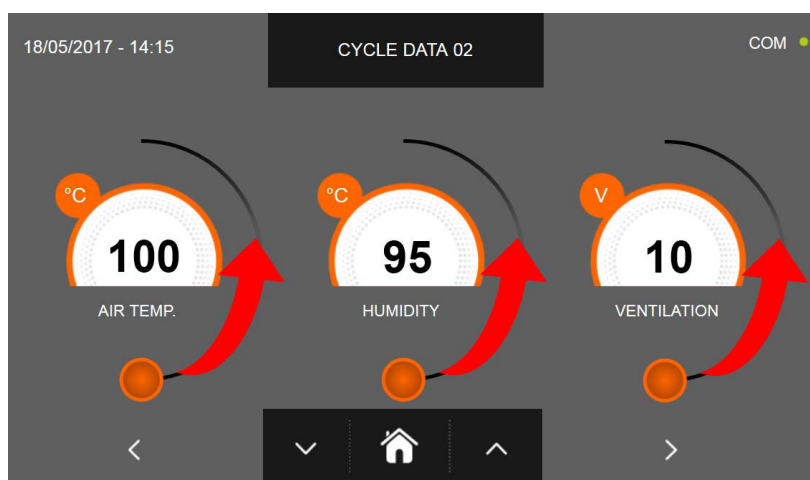 18/05/2017 - 14:15
CYCLE DATA 02
COM
°C
°C
V
100
95
10
AIR TEMP.
HUMIDITY
VENTILATION